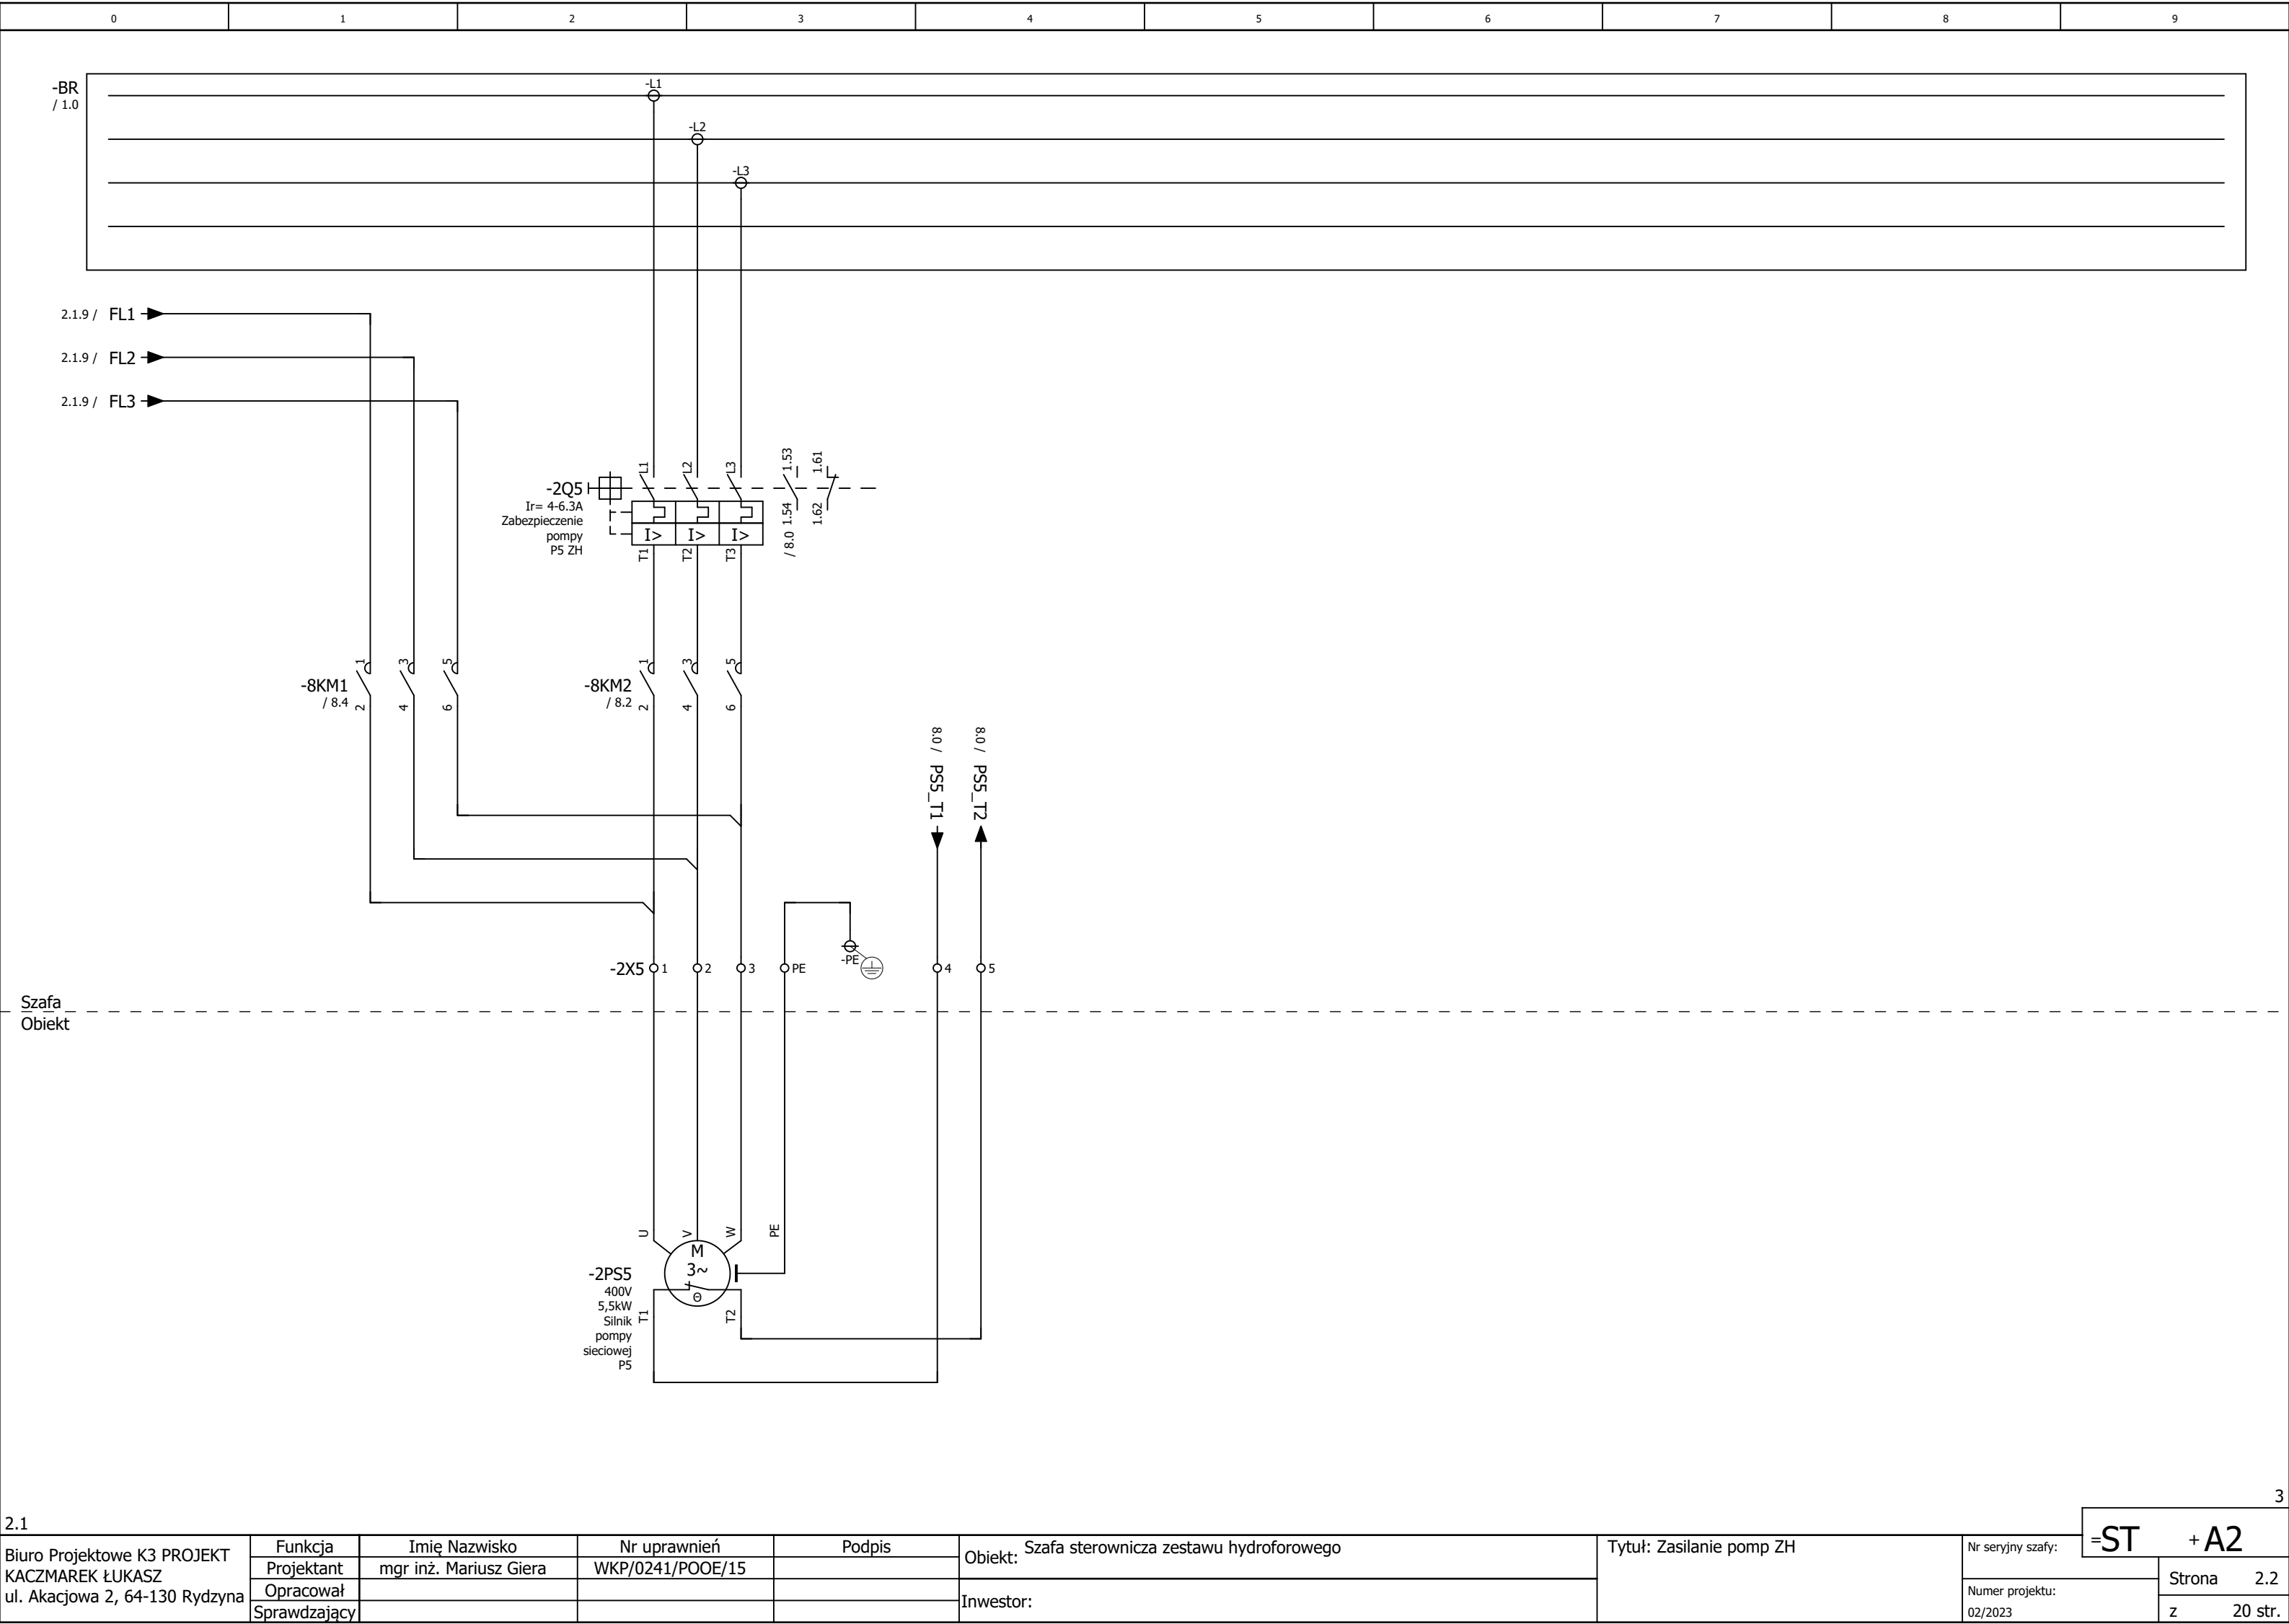 0 1 2 3 4 5 6 7 8 9
-BR
/ 1.0
-L1
-L2
-L3
2.1.9 / FL1
2.1.9 / FL2
2.1.9 / FL3
-2Q5
Ir= 4-6.3A
Zabezpieczenie
pompy
P5 ZH
L1 L2 L3 1.53 1.61
I> I> I>
T1 T2 T3 / 8.0 1.54 1.62
-8KM1
/ 8.4
1 3 5
2 4 6
-8KM2
/ 8.2
1 3 5
2 4 6
8.0 / PS5_T1
8.0 / PS5_T2
-PE
-2X5 1 2 3 PE 4 5
Szafa
Obiekt
U V W PE
M
3~
Θ
T1 T2
-2PS5
400V
5,5kW
Silnik
pompy
sieciowej
P5
3
2.1
Biuro Projektowe K3 PROJEKT
KACZMAREK ŁUKASZ
ul. Akacjowa 2, 64-130 Rydzyna
Funkcja Imię Nazwisko Nr uprawnień Podpis
Projektant mgr inż. Mariusz Giera WKP/0241/POOE/15
Opracował
Sprawdzający
Obiekt: Szafa sterownicza zestawu hydroforowego
Inwestor:
Tytuł: Zasilanie pomp ZH
Nr seryjny szafy:
Numer projektu:
02/2023
=ST +A2
Strona 2.2
z 20 str.